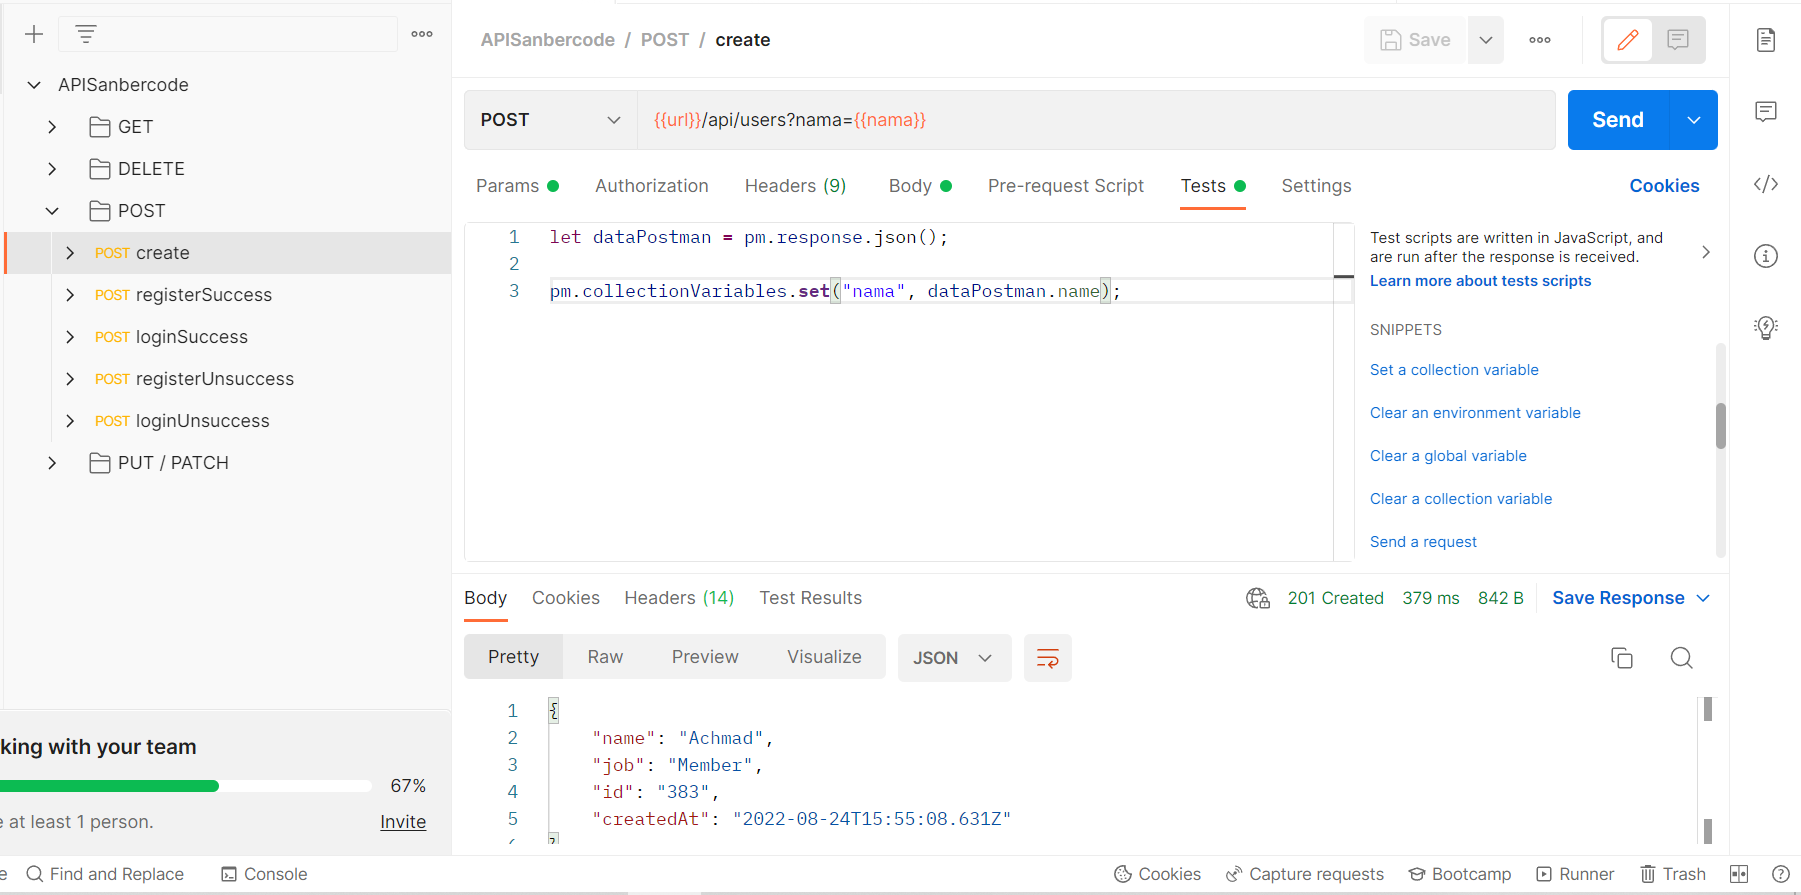 APISanbercode
GET
DELETE
POST
POST create
POST registerSuccess
POST loginSuccess
POST registerUnsuccess
POST loginUnsuccess
PUT / PATCH
king with your team
67%
at least 1 person.
Invite
APISanbercode / POST / create
Save
POST
{{url}}/api/users?nama={{nama}}
Send
Params
Authorization
Headers (9)
Body
Pre-request Script
Tests
Settings
Cookies
1 let dataPostman = pm.response.json();
2
3 pm.collectionVariables.set("nama", dataPostman.name);
Test scripts are written in JavaScript, and
are run after the response is received.
Learn more about tests scripts
SNIPPETS
Set a collection variable
Clear an environment variable
Clear a global variable
Clear a collection variable
Send a request
Body
Cookies
Headers (14)
Test Results
201 Created
379 ms
842 B
Save Response
Pretty
Raw
Preview
Visualize
JSON
1 {
2 "name": "Achmad",
3 "job": "Member",
4 "id": "383",
5 "createdAt": "2022-08-24T15:55:08.631Z"
Find and Replace
Console
Cookies
Capture requests
Bootcamp
Runner
Trash